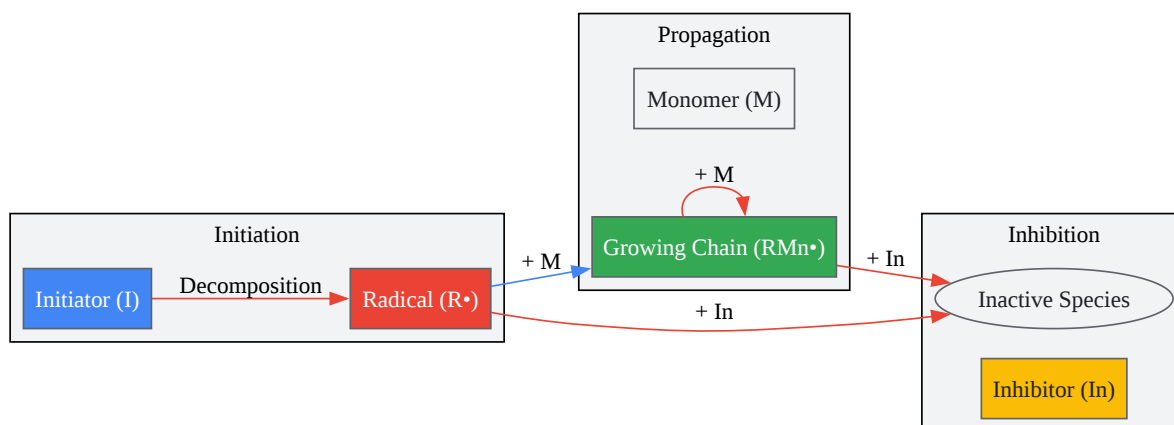 Propagation
Monomer (M)
+ M
Growing Chain (RMn•)
Initiation
Initiator (I)
Decomposition
Radical (R•)
+ M
+ In
+ In
Inhibition
Inactive Species
Inhibitor (In)